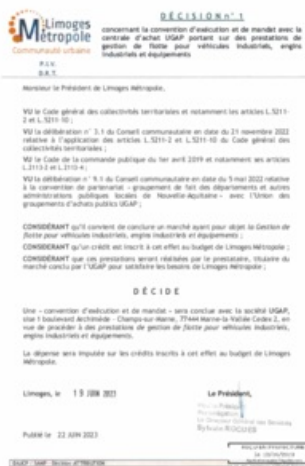 Limoges
Métropole
Communauté urbaine
DÉCISION n° 1
concernant la convention d'exécution et de mandat avec la
centrale d'achat UGAP portant sur des prestations de
gestion de flotte pour véhicules industriels, engins
industriels et équipements
P.I.V.
D.R.T.
Monsieur le Président de Limoges Métropole,
VU le Code général des collectivités territoriales et notamment les articles L.5211-
2 et L.5211-10 ;
VU la délibération n° 3.1 du Conseil communautaire en date du 21 novembre 2022
relative à l'application des articles L.5211-2 et L.5211-10 du Code général des
collectivités territoriales ;
VU le Code de la commande publique du 1er avril 2019 et notamment ses articles
L.2113-2 et L.2113-4 ;
VU la délibération n° 9.1 du Conseil communautaire en date du 5 mai 2022 relative
à la convention de partenariat - groupement de fait des départements et autres
administrations publiques locales de Nouvelle-Aquitaine - avec l'Union des
groupements d'achats publics UGAP ;
CONSIDÉRANT qu'il convient de conclure un marché ayant pour objet la Gestion de
flotte pour véhicules industriels, engins industriels et équipements ;
CONSIDÉRANT qu'un crédit est inscrit à cet effet au budget de Limoges Métropole ;
CONSIDÉRANT que ces prestations seront réalisées par le prestataire, titulaire du
marché conclu par l'UGAP pour satisfaire les besoins de Limoges Métropole ;
DÉCIDE
Une - convention d'exécution et de mandat - sera conclue avec la société UGAP,
sise 1 boulevard Archimède - Champs-sur-Marne, 77444 Marne la Vallée Cedex 2, en
vue de procéder à des prestations de gestion de flotte pour véhicules industriels,
engins industriels et équipements.
La dépense sera imputée sur les crédits inscrits à cet effet au budget de Limoges
Métropole.
Limoges, le 19 JUIN 2023
Le Président,
Le Directeur Général des Services
Sylvain ROQUIER
Publié le 22 JUIN 2023